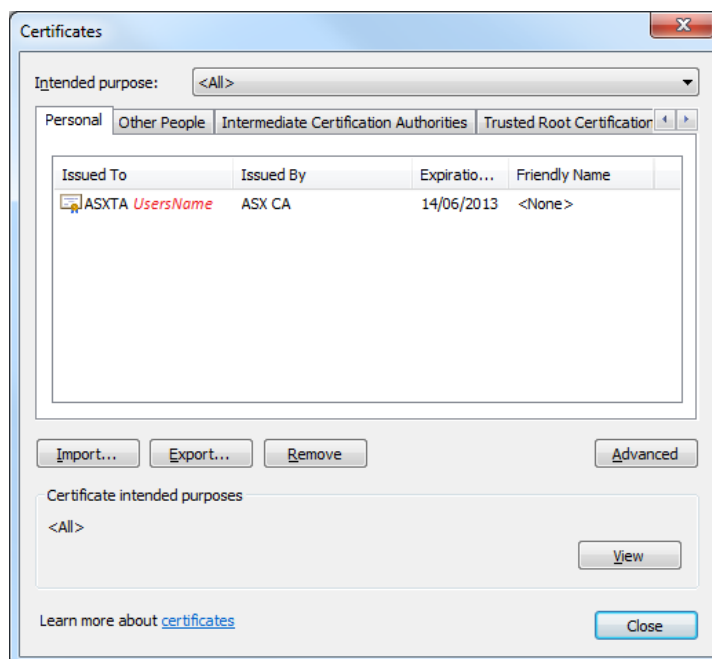 Certificates
Intended purpose: <All>
Personal Other People Intermediate Certification Authorities Trusted Root Certification
Issued To Issued By Expiratio... Friendly Name
ASXTA UsersName ASX CA 14/06/2013 <None>
Import... Export... Remove Advanced
Certificate intended purposes
<All>
View
Learn more about certificates
Close